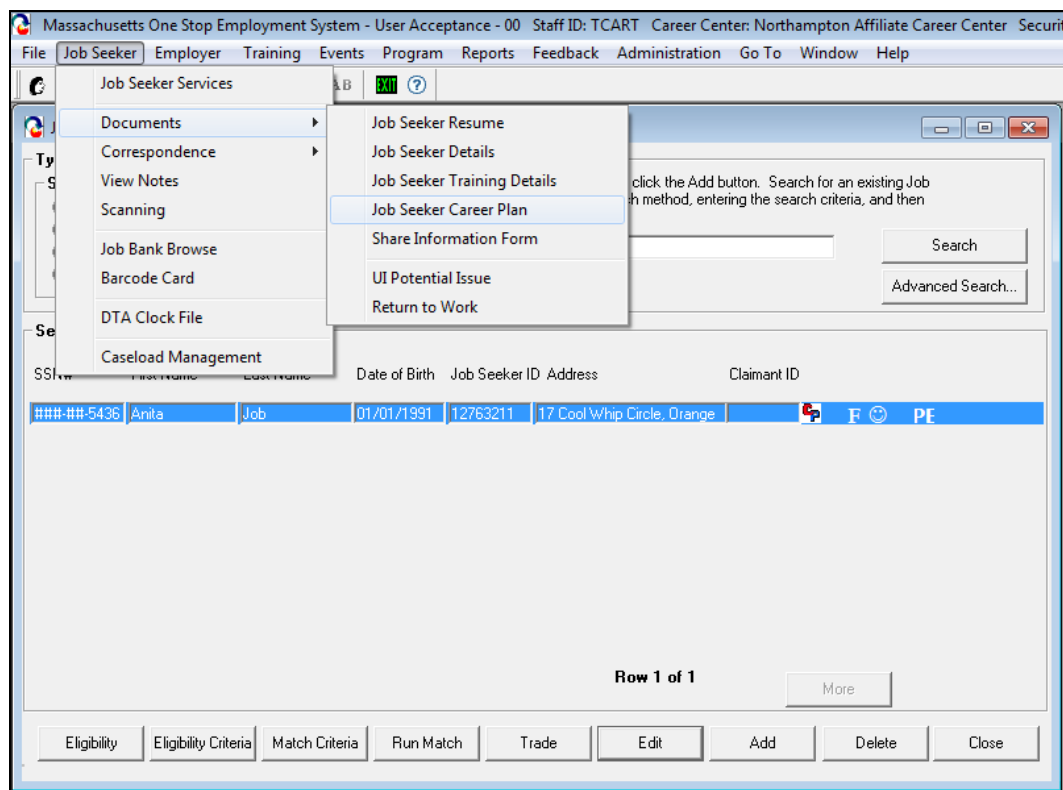 Massachusetts One Stop Employment System - User Acceptance - 00 Staff ID: TCART Career Center: Northampton Affiliate Career Center Securi
File Job Seeker Employer Training Events Program Reports Feedback Administration Go To Window Help
Job Seeker Services
EXIT ?
Documents
Correspondence
View Notes
Scanning
Job Bank Browse
Barcode Card
DTA Clock File
Caseload Management
Job Seeker Resume
Job Seeker Details
Job Seeker Training Details
Job Seeker Career Plan
Share Information Form
UI Potential Issue
Return to Work
click the Add button. Search for an existing Job
method, entering the search criteria, and then
Search
Advanced Search...
Date of Birth Job Seeker ID Address Claimant ID
###-##-5436 Anita Job 01/01/1991 12763211 17 Cool Whip Circle, Orange CP F PE
Row 1 of 1
More
Eligibility Eligibility Criteria Match Criteria Run Match Trade Edit Add Delete Close